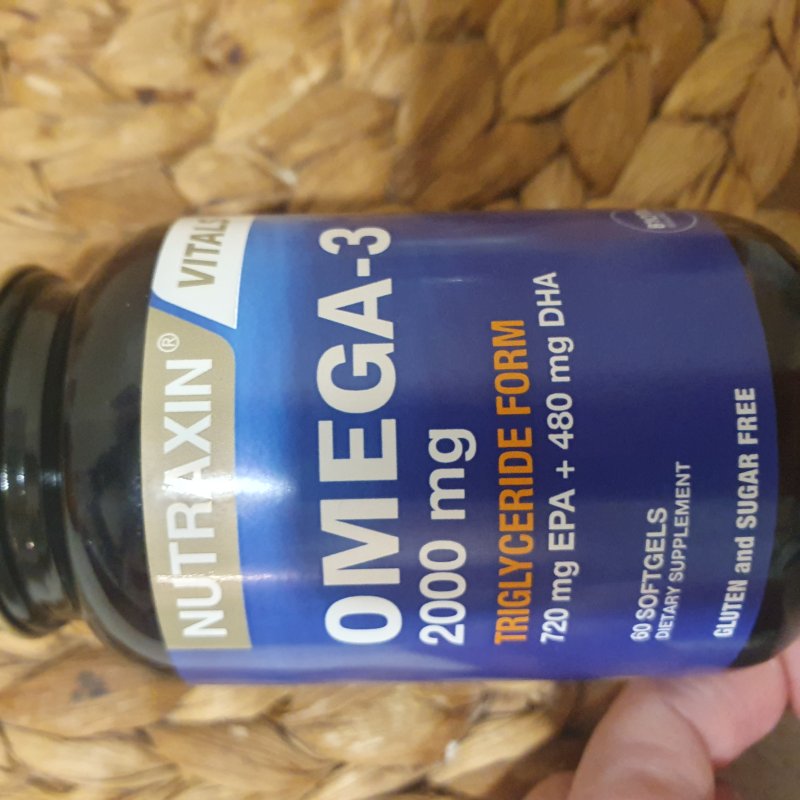 NUTRAXIN® VITALS
OMEGA-3
2000 mg
TRIGLYCERIDE FORM
720 mg EPA + 480 mg DHA
60 SOFTGELS
DIETARY SUPPLEMENT
GLUTEN and SUGAR FREE